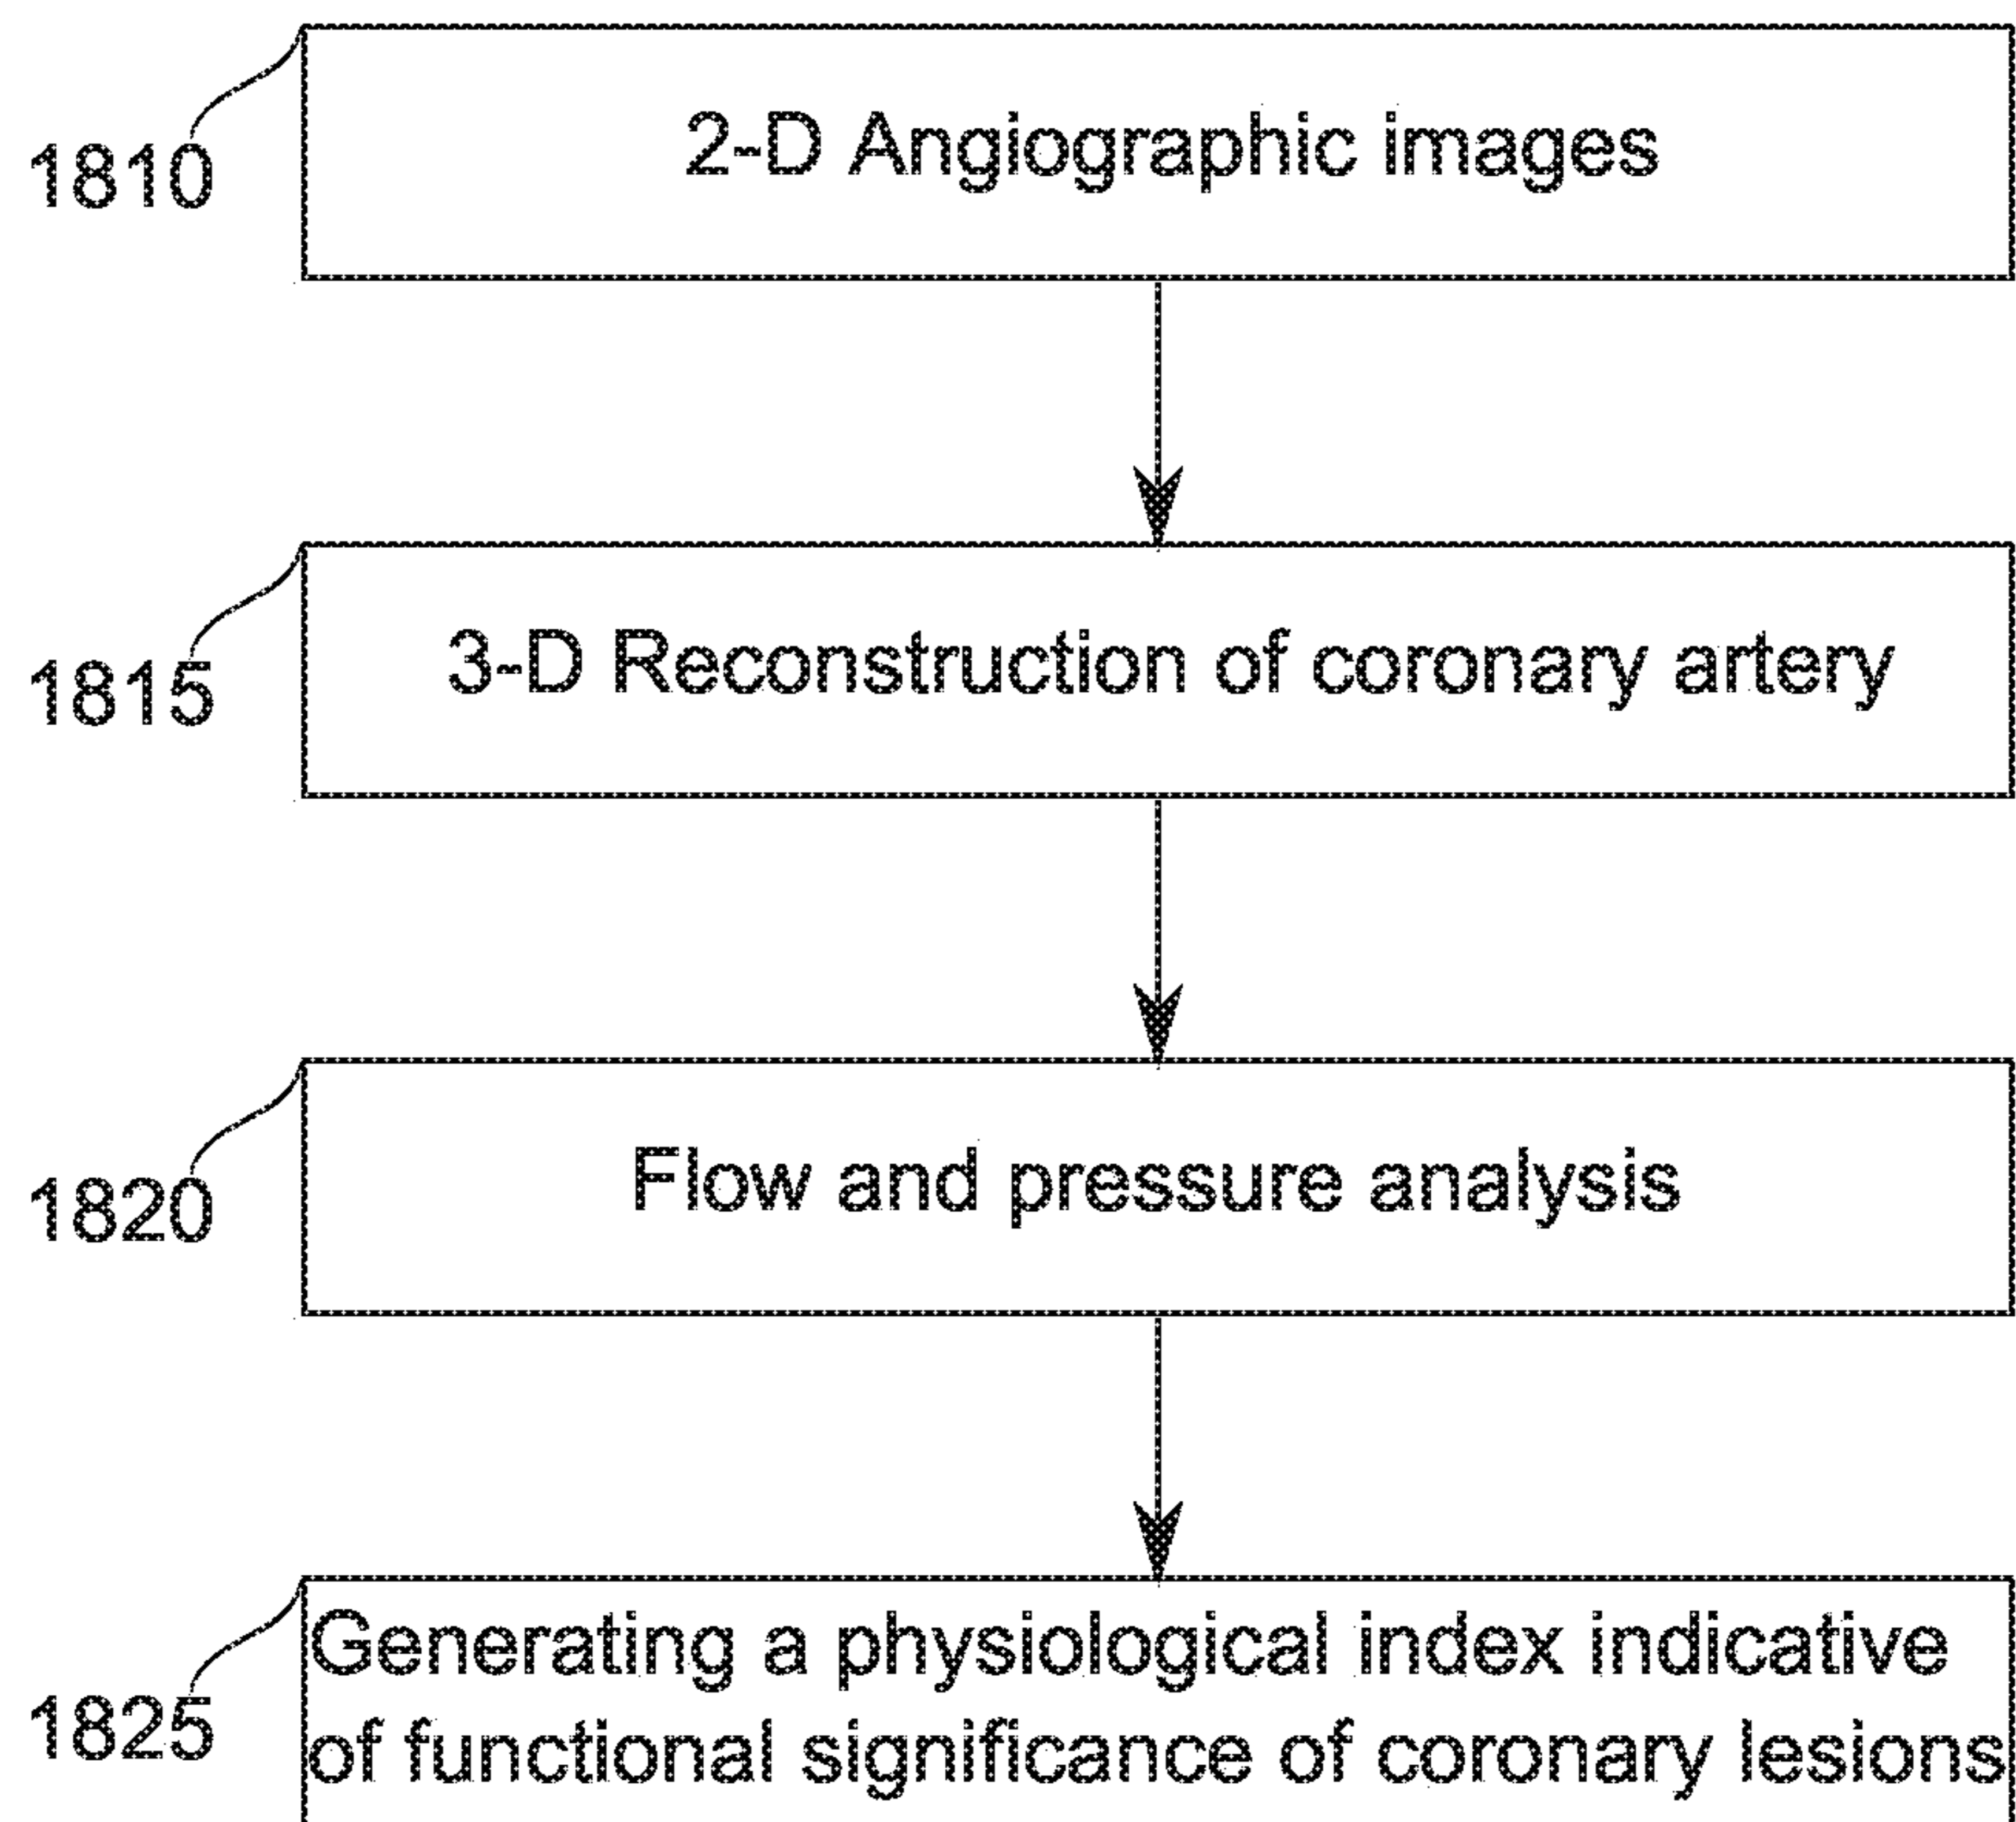 1810
2-D Angiographic images
1815
3-D Reconstruction of coronary artery
1820
Flow and pressure analysis
1825
Generating a physiological index indicative
of functional significance of coronary lesions